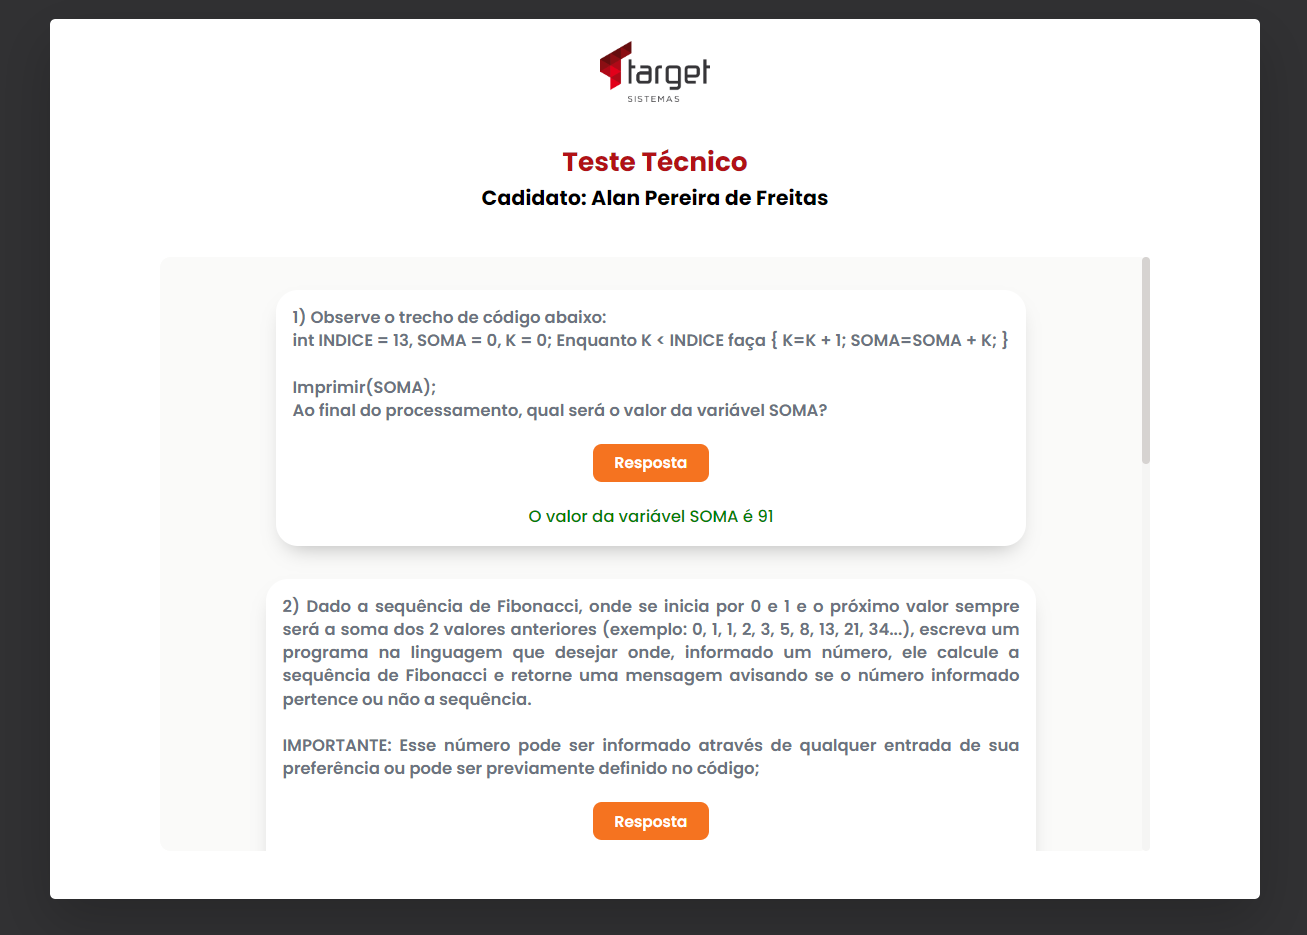 target
SISTEMAS
Teste Técnico
Cadidato: Alan Pereira de Freitas
1) Observe o trecho de código abaixo:
int INDICE = 13, SOMA = 0, K = 0; Enquanto K < INDICE faça { K=K + 1; SOMA=SOMA + K; }
Imprimir(SOMA);
Ao final do processamento, qual será o valor da variável SOMA?
Resposta
O valor da variável SOMA é 91
2) Dado a sequência de Fibonacci, onde se inicia por 0 e 1 e o próximo valor sempre
será a soma dos 2 valores anteriores (exemplo: 0, 1, 1, 2, 3, 5, 8, 13, 21, 34...), escreva um
programa na linguagem que desejar onde, informado um número, ele calcule a
sequência de Fibonacci e retorne uma mensagem avisando se o número informado
pertence ou não a sequência.
IMPORTANTE: Esse número pode ser informado através de qualquer entrada de sua
preferência ou pode ser previamente definido no código;
Resposta